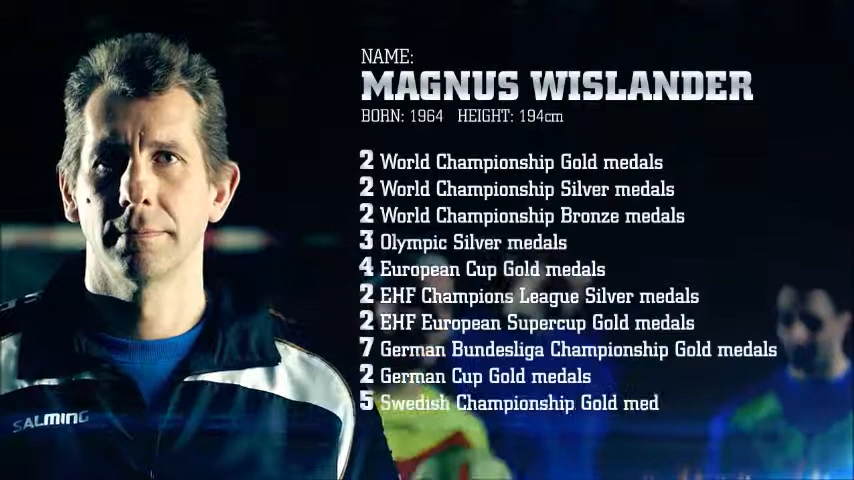 NAME:
MAGNUS WISLANDER
BORN: 1964 HEIGHT: 194cm
2 World Championship Gold medals
2 World Championship Silver medals
2 World Championship Bronze medals
3 Olympic Silver medals
4 European Cup Gold medals
2 EHF Champions League Silver medals
2 EHF European Supercup Gold medals
7 German Bundesliga Championship Gold medals
2 German Cup Gold medals
5 Swedish Championship Gold med
SALMING